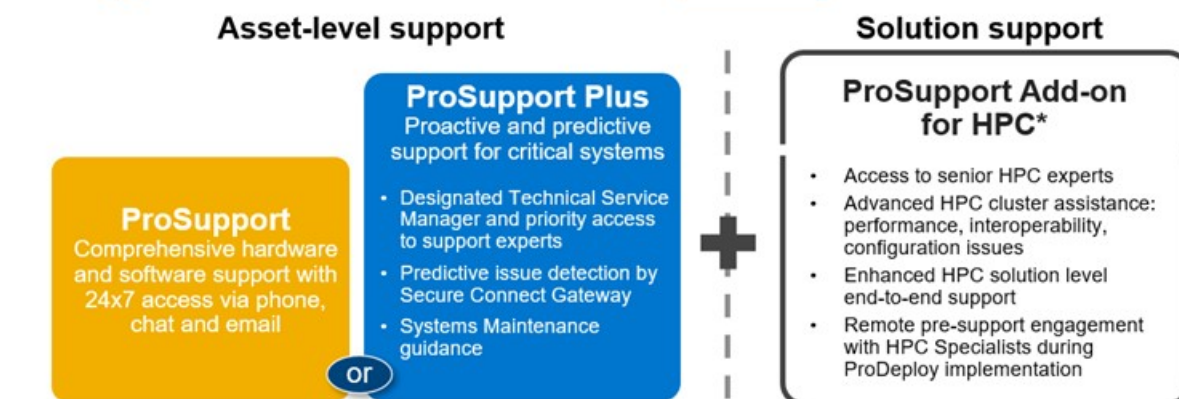 Asset-level support
ProSupport
Comprehensive hardware
and software support with
24x7 access via phone,
chat and email
or
ProSupport Plus
Proactive and predictive
support for critical systems
• Designated Technical Service
Manager and priority access
to support experts
• Predictive issue detection by
Secure Connect Gateway
• Systems Maintenance
guidance
+
Solution support
ProSupport Add-on
for HPC*
• Access to senior HPC experts
• Advanced HPC cluster assistance:
performance, interoperability,
configuration issues
• Enhanced HPC solution level
end-to-end support
• Remote pre-support engagement
with HPC Specialists during
ProDeploy implementation